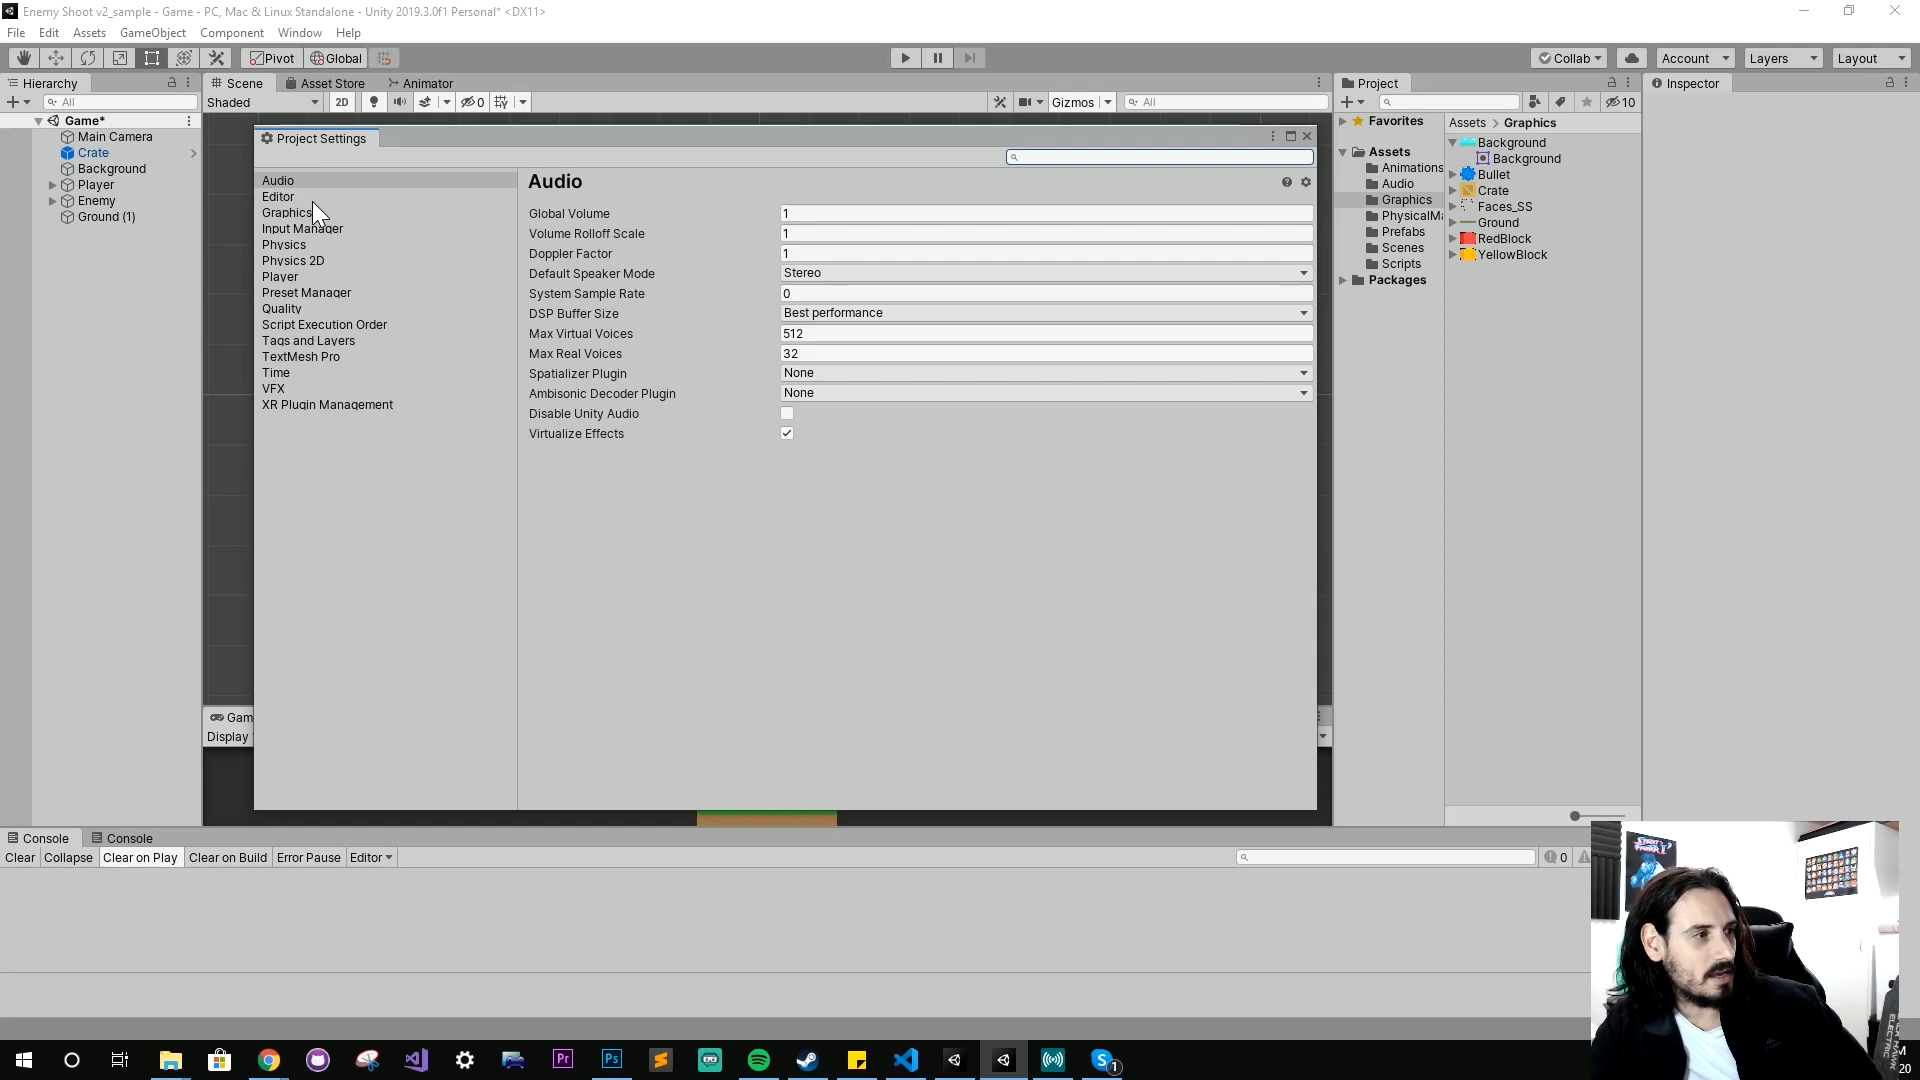 Enemy Shoot v2_sample - Game - PC, Mac & Linux Standalone - Unity 2019.3.0f1 Personal* <DX11>
File Edit Assets GameObject Component Window Help
Pivot Global Collab Account Layers Layout
Hierarchy Scene Asset Store Animator Project Inspector
All Shaded 2D 0 Gizmos All 10
Game*
Main Camera
Crate
Background
Player
Enemy
Ground (1)
Project Settings
Audio
Editor
Graphics
Input Manager
Physics
Physics 2D
Player
Preset Manager
Quality
Script Execution Order
Tags and Layers
TextMesh Pro
Time
VFX
XR Plugin Management
Audio
Global Volume 1
Volume Rolloff Scale 1
Doppler Factor 1
Default Speaker Mode Stereo
System Sample Rate 0
DSP Buffer Size Best performance
Max Virtual Voices 512
Max Real Voices 32
Spatializer Plugin None
Ambisonic Decoder Plugin None
Disable Unity Audio
Virtualize Effects
Favorites
Assets
Animations
Audio
Graphics
PhysicalMa
Prefabs
Scenes
Scripts
Packages
Assets > Graphics
Background
Background
Bullet
Crate
Faces_SS
Ground
RedBlock
YellowBlock
Gam
Display
Console Console
Clear Collapse Clear on Play Clear on Build Error Pause Editor 0
Pr Ps S 1
20